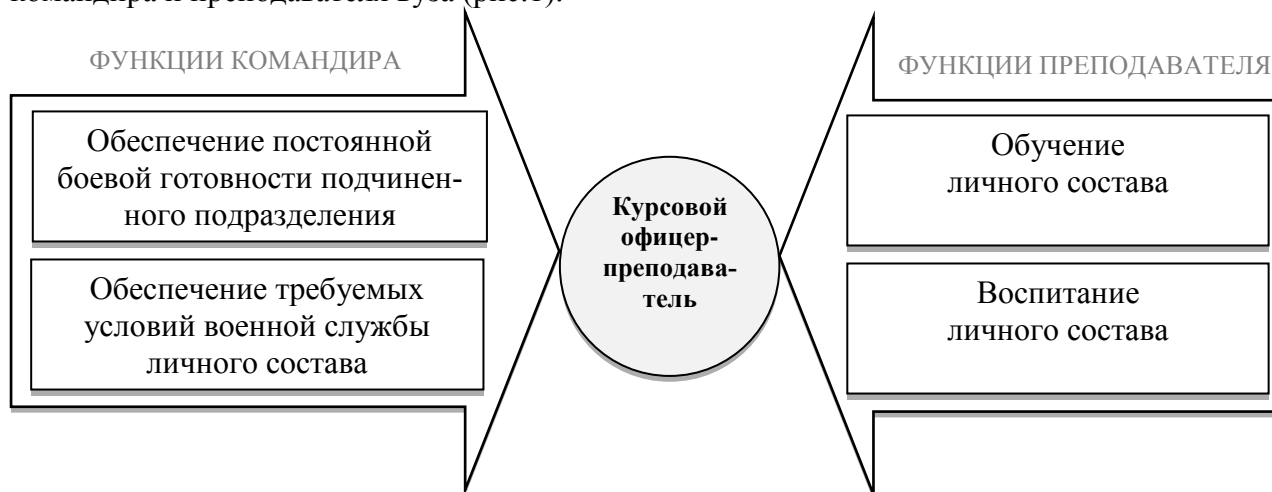 командира и преподавателя вуза (рис.1).
ФУНКЦИИ КОМАНДИРА
Обеспечение постоянной
боевой готовности подчинен-
ного подразделения
Обеспечение требуемых
условий военной службы
личного состава
Курсовой
офицер-
преподава-
тель
ФУНКЦИИ ПРЕПОДАВАТЕЛЯ
Обучение
личного состава
Воспитание
личного состава